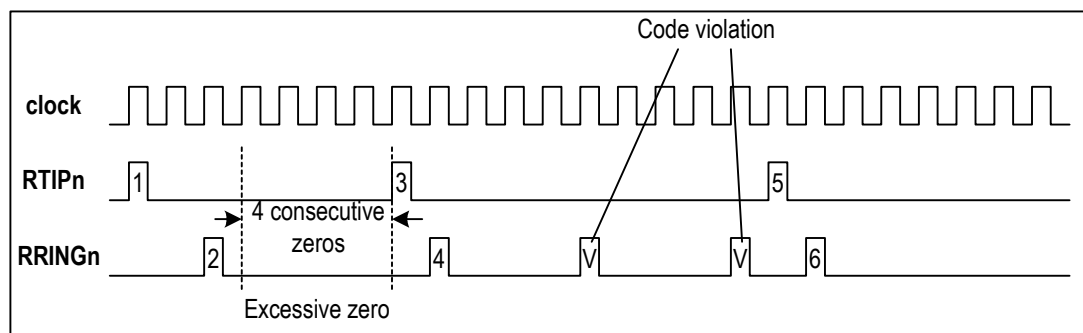 Code violation
clock
RTIPn
1
3
5
4 consecutive
zeros
RRINGn
2
4
V
V
6
Excessive zero